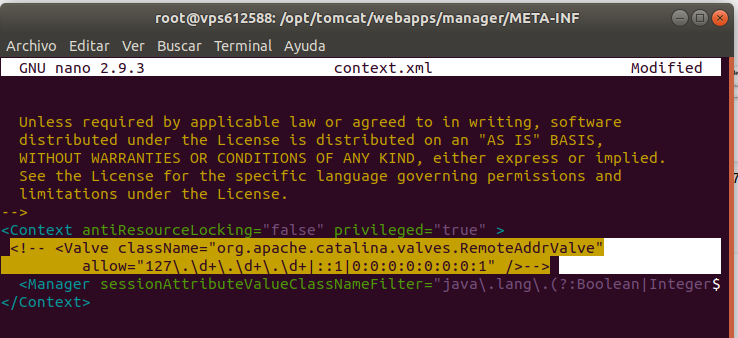 root@vps612588: /opt/tomcat/webapps/manager/META-INF
Archivo Editar Ver Buscar Terminal Ayuda
GNU nano 2.9.3 context.xml Modified
Unless required by applicable law or agreed to in writing, software
distributed under the License is distributed on an "AS IS" BASIS,
WITHOUT WARRANTIES OR CONDITIONS OF ANY KIND, either express or implied.
See the License for the specific language governing permissions and
limitations under the License.
-->
<Context antiResourceLocking="false" privileged="true" >
<!-- <Valve className="org.apache.catalina.valves.RemoteAddrValve"
allow="127\.\d+\.\d+\.\d+|::1|0:0:0:0:0:0:0:1" />-->
<Manager sessionAttributeValueClassNameFilter="java\.lang\.(?:Boolean|Integer$
</Context>